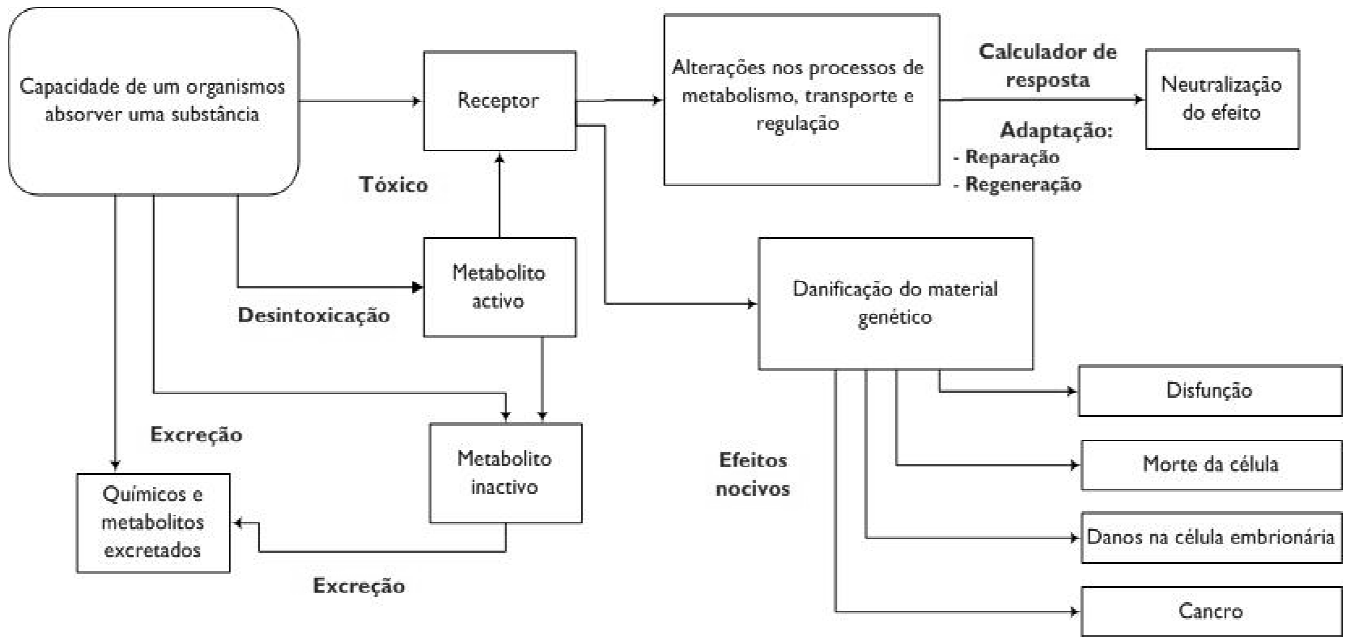 Capacidade de um organismos
absorver uma substância
Receptor
Alterações nos processos de
metabolismo, transporte e
regulação
Calculador de
resposta
Adaptação:
- Reparação
- Regeneração
Neutralização
do efeito
Tóxico
Metabolito
activo
Desintoxicação
Danificação do material
genético
Disfunção
Excreção
Metabolito
inactivo
Efeitos
nocivos
Morte da célula
Químicos e
metabolitos
excretados
Danos na célula embrionária
Excreção
Cancro